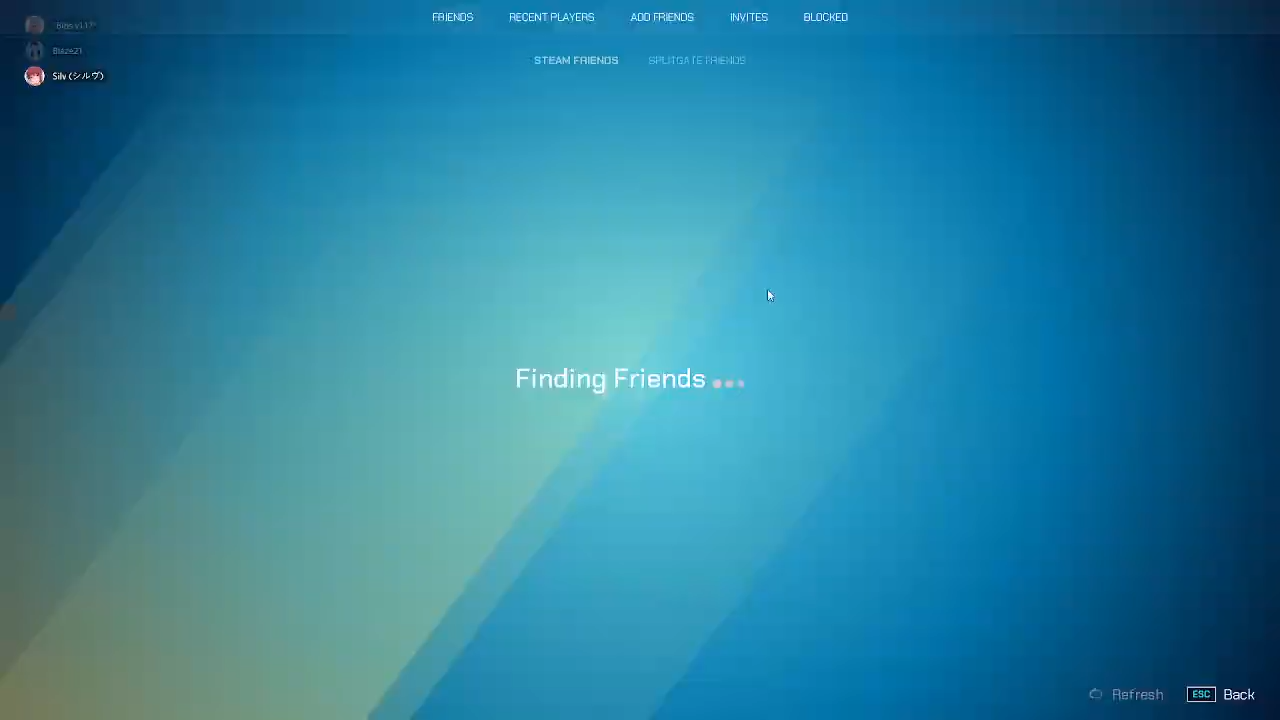 FRIENDS RECENT PLAYERS ADD FRIENDS INVITES BLOCKED
Blaze21
Silv (シルヴ)
STEAM FRIENDS SPLITGATE FRIENDS
Finding Friends
Refresh ESC Back